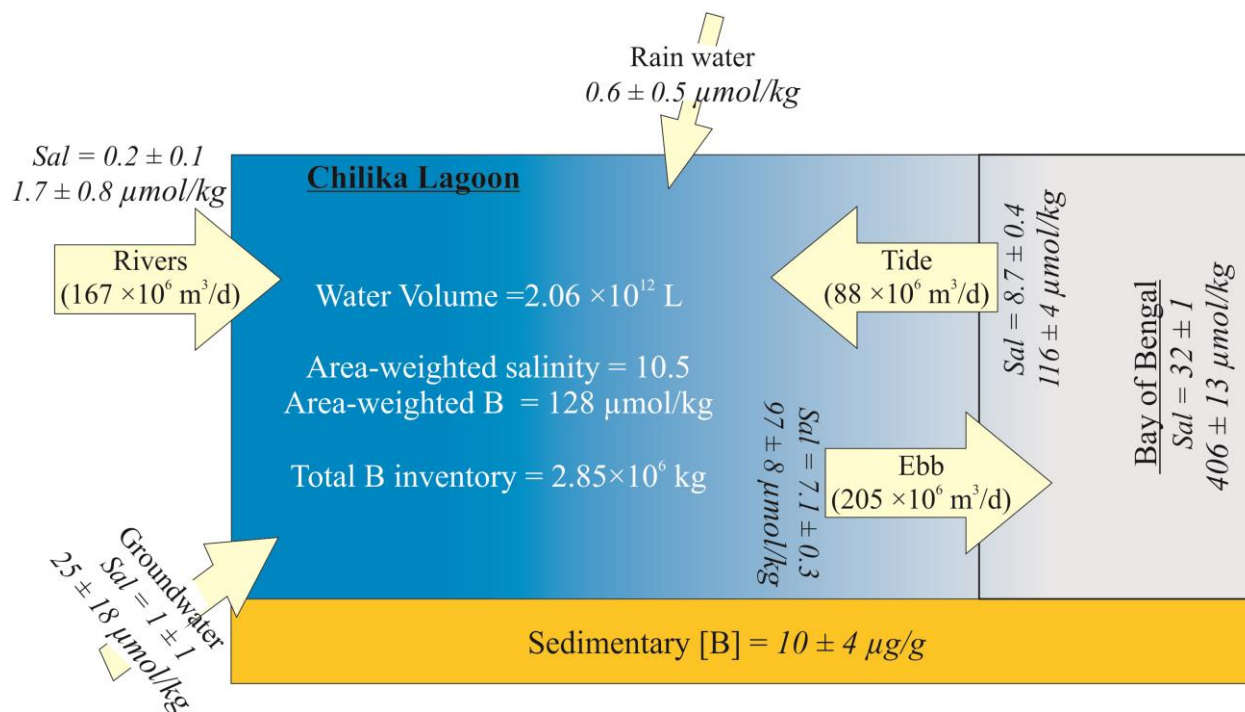 Rain water
0.6 ± 0.5 µmol/kg
Sal = 0.2 ± 0.1
1.7 ± 0.8 µmol/kg
Rivers
(167 ×10⁶ m³/d)
Chilika Lagoon
Water Volume =2.06 ×10¹² L
Area-weighted salinity = 10.5
Area-weighted B = 128 µmol/kg
Total B inventory = 2.85×10⁶ kg
Tide
(88 ×10⁶ m³/d)
Sal = 8.7 ± 0.4
116 ± 4 µmol/kg
Bay of Bengal
Sal = 32 ± 1
406 ± 13 µmol/kg
Sal = 7.1 ± 0.3
97 ± 8 µmol/kg
Ebb
(205 ×10⁶ m³/d)
Groundwater
Sal = 1 ± 1
25 ± 18 µmol/kg
Sedimentary [B] = 10 ± 4 µg/g